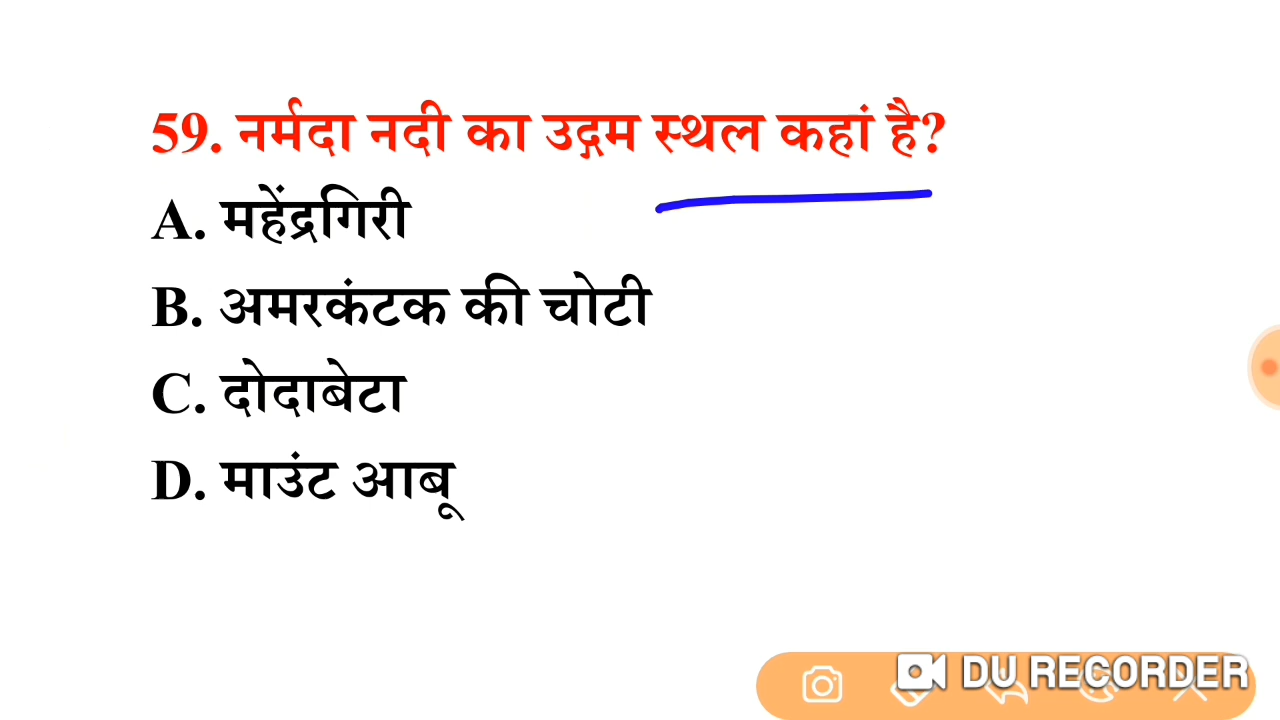 59. नर्मदा नदी का उद्गम स्थल कहां है?
A. महेंद्रगिरी
B. अमरकंटक की चोटी
C. दोदाबेटा
D. माउंट आबू
DU RECORDER